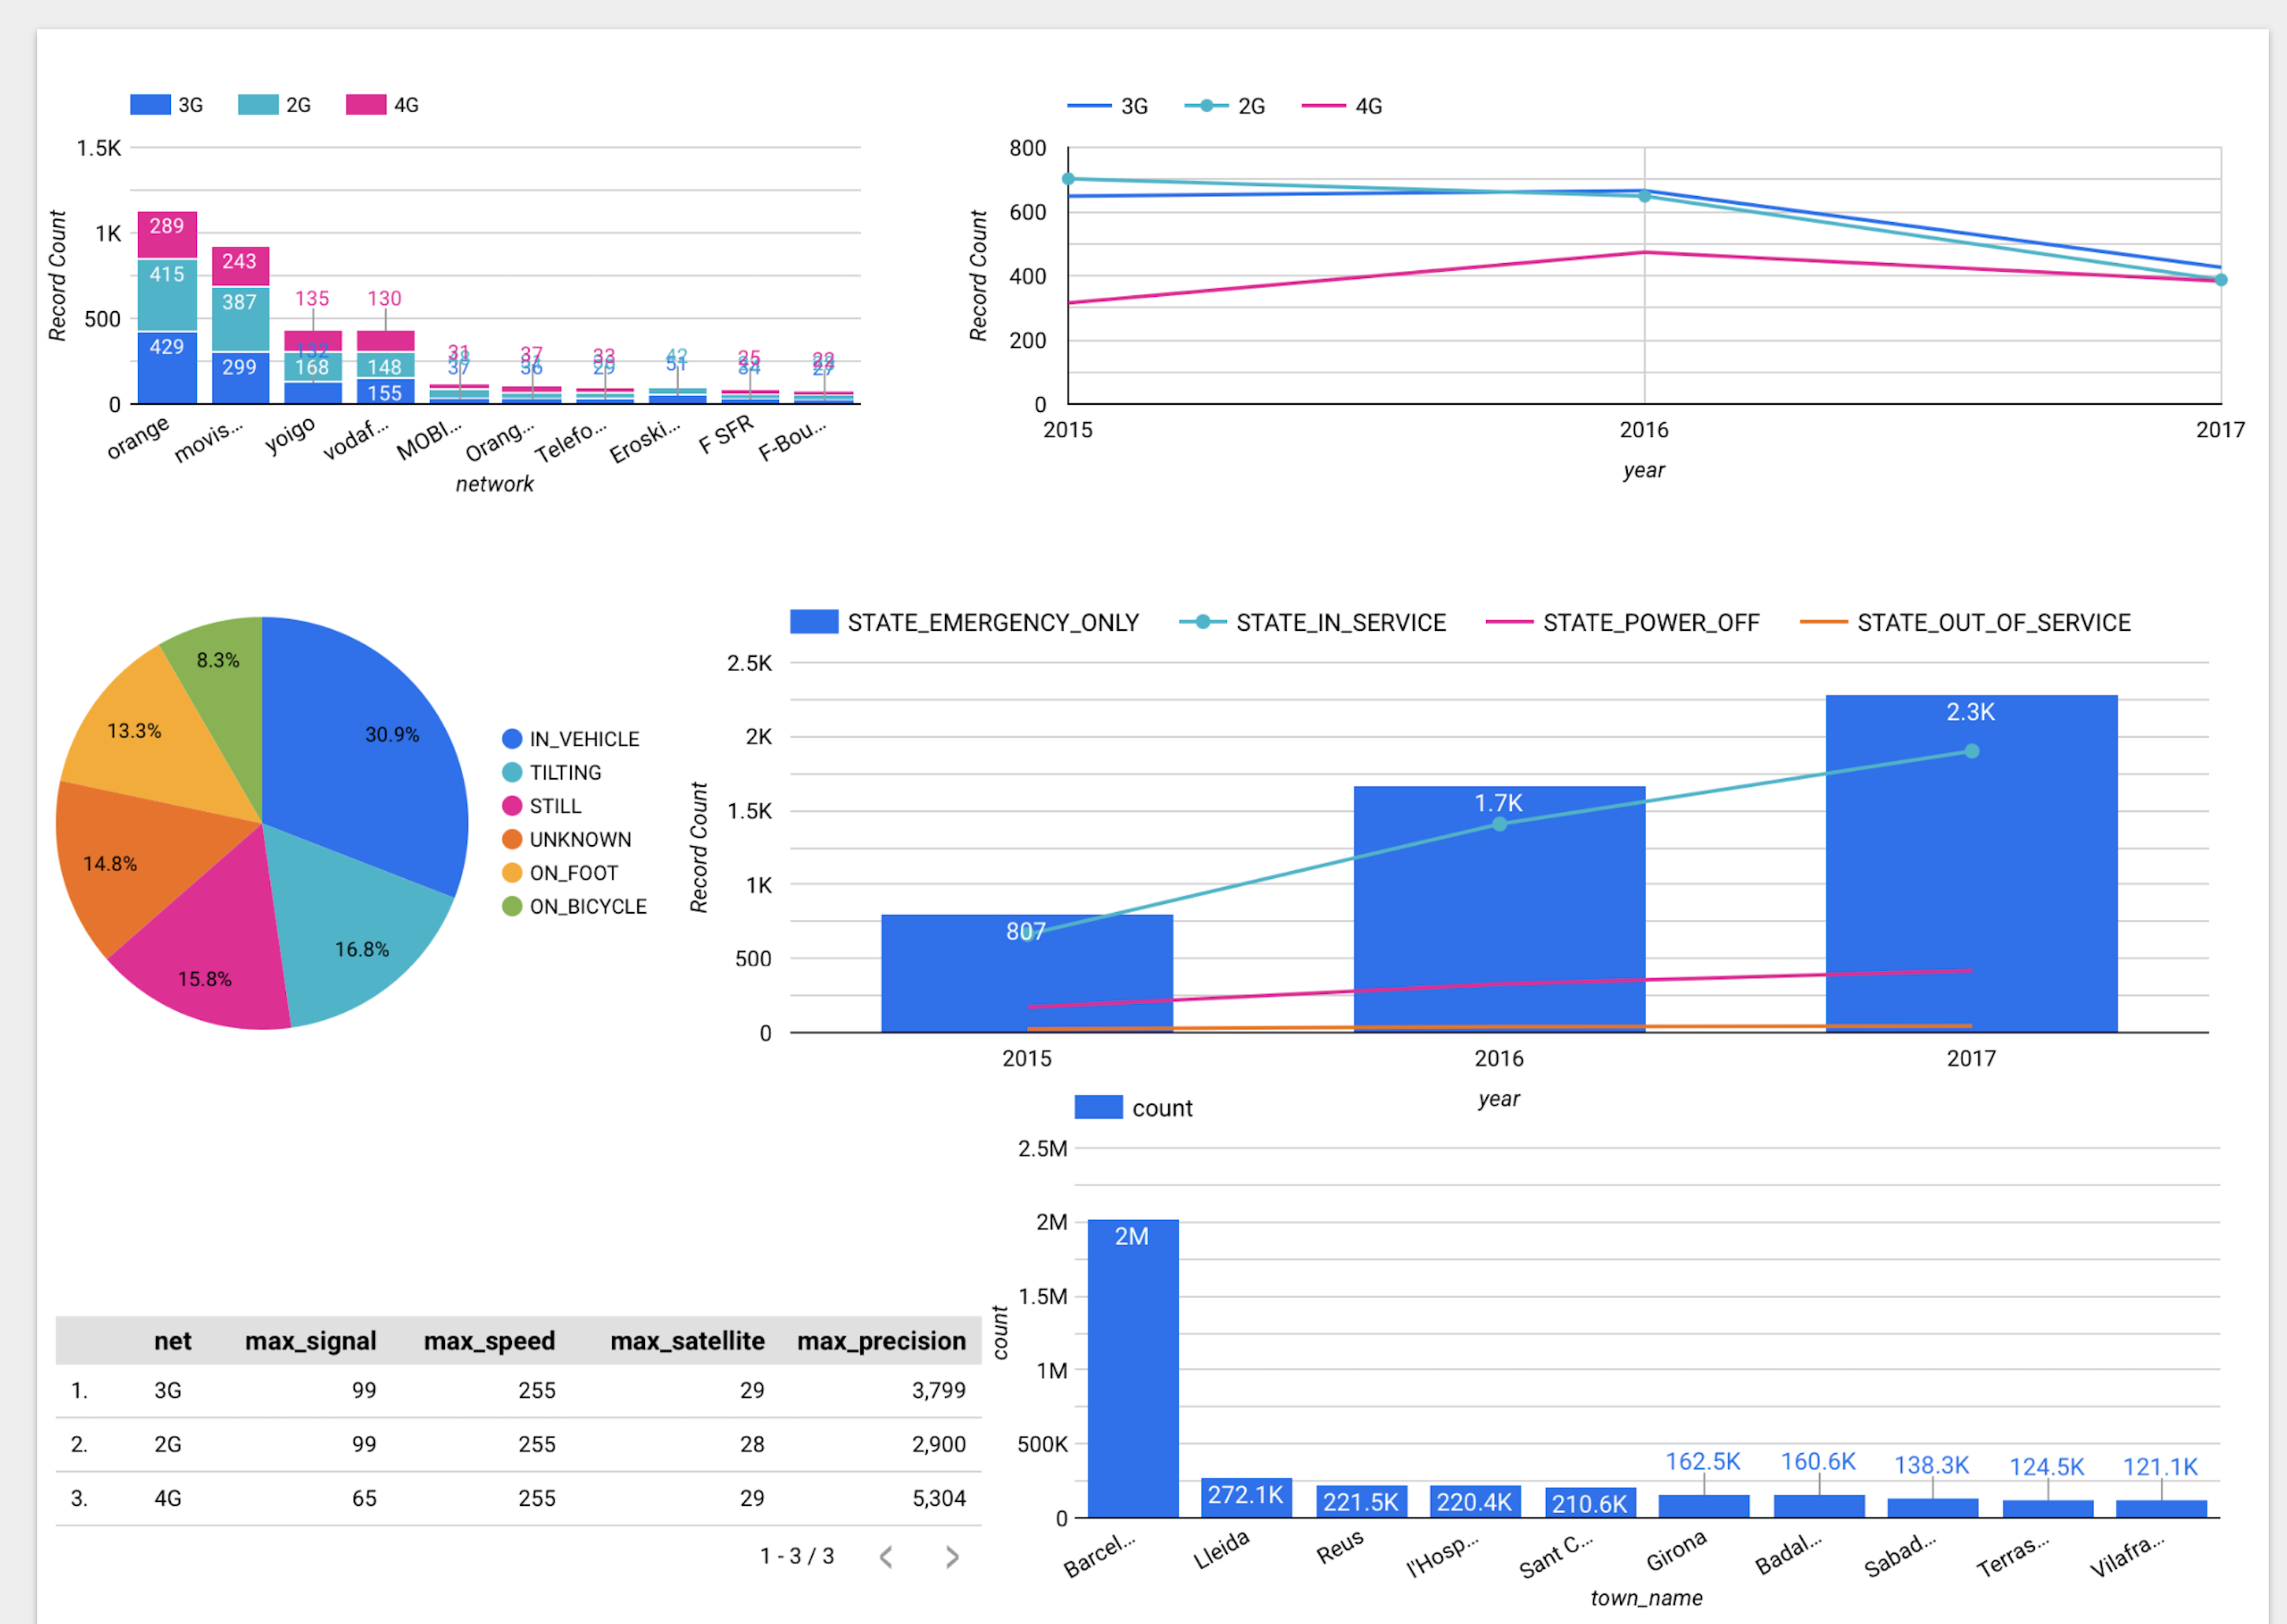 3G 2G 4G
1.5K
1K
500
0
Record Count
289
415
429
243
387
299
135
132
168
130
148
155
31
37
37
36
33
29
42
51
25
34
22
27
orange movis... yoigo vodaf... MOBI... Orang... Telefo... Eroski... F SFR F-Bou...
network
3G 2G 4G
800
600
400
200
0
Record Count
2015 2016 2017
year
8.3%
30.9%
13.3%
14.8%
16.8%
15.8%
IN_VEHICLE
TILTING
STILL
UNKNOWN
ON_FOOT
ON_BICYCLE
STATE_EMERGENCY_ONLY STATE_IN_SERVICE STATE_POWER_OFF STATE_OUT_OF_SERVICE
2.5K
2K
1.5K
1K
500
0
Record Count
807
1.7K
2.3K
2015 2016 2017
year
net max_signal max_speed max_satellite max_precision
1. 3G 99 255 29 3,799
2. 2G 99 255 28 2,900
3. 4G 65 255 29 5,304
1 - 3 / 3
count
2.5M
2M
1.5M
1M
500K
0
count
2M
272.1K 221.5K 220.4K 210.6K 162.5K 160.6K 138.3K 124.5K 121.1K
Barcel... Lleida Reus l'Hosp... Sant C... Girona Badal... Sabad... Terras... Vilafra...
town_name